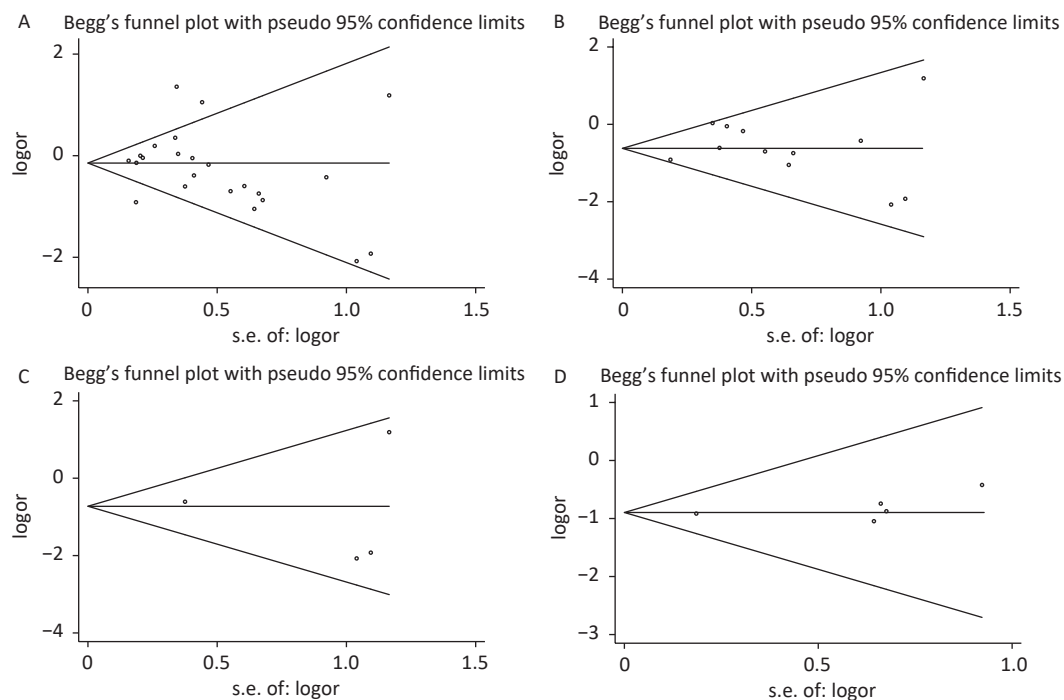 A Begg’s funnel plot with pseudo 95% confidence limits
2
0
−2
logor
0 0.5 1.0 1.5
s.e. of: logor
B Begg’s funnel plot with pseudo 95% confidence limits
2
0
−2
−4
logor
0 0.5 1.0 1.5
s.e. of: logor
C Begg’s funnel plot with pseudo 95% confidence limits
2
0
−2
−4
logor
0 0.5 1.0 1.5
s.e. of: logor
D Begg’s funnel plot with pseudo 95% confidence limits
1
0
−1
−2
−3
logor
0 0.5 1.0
s.e. of: logor